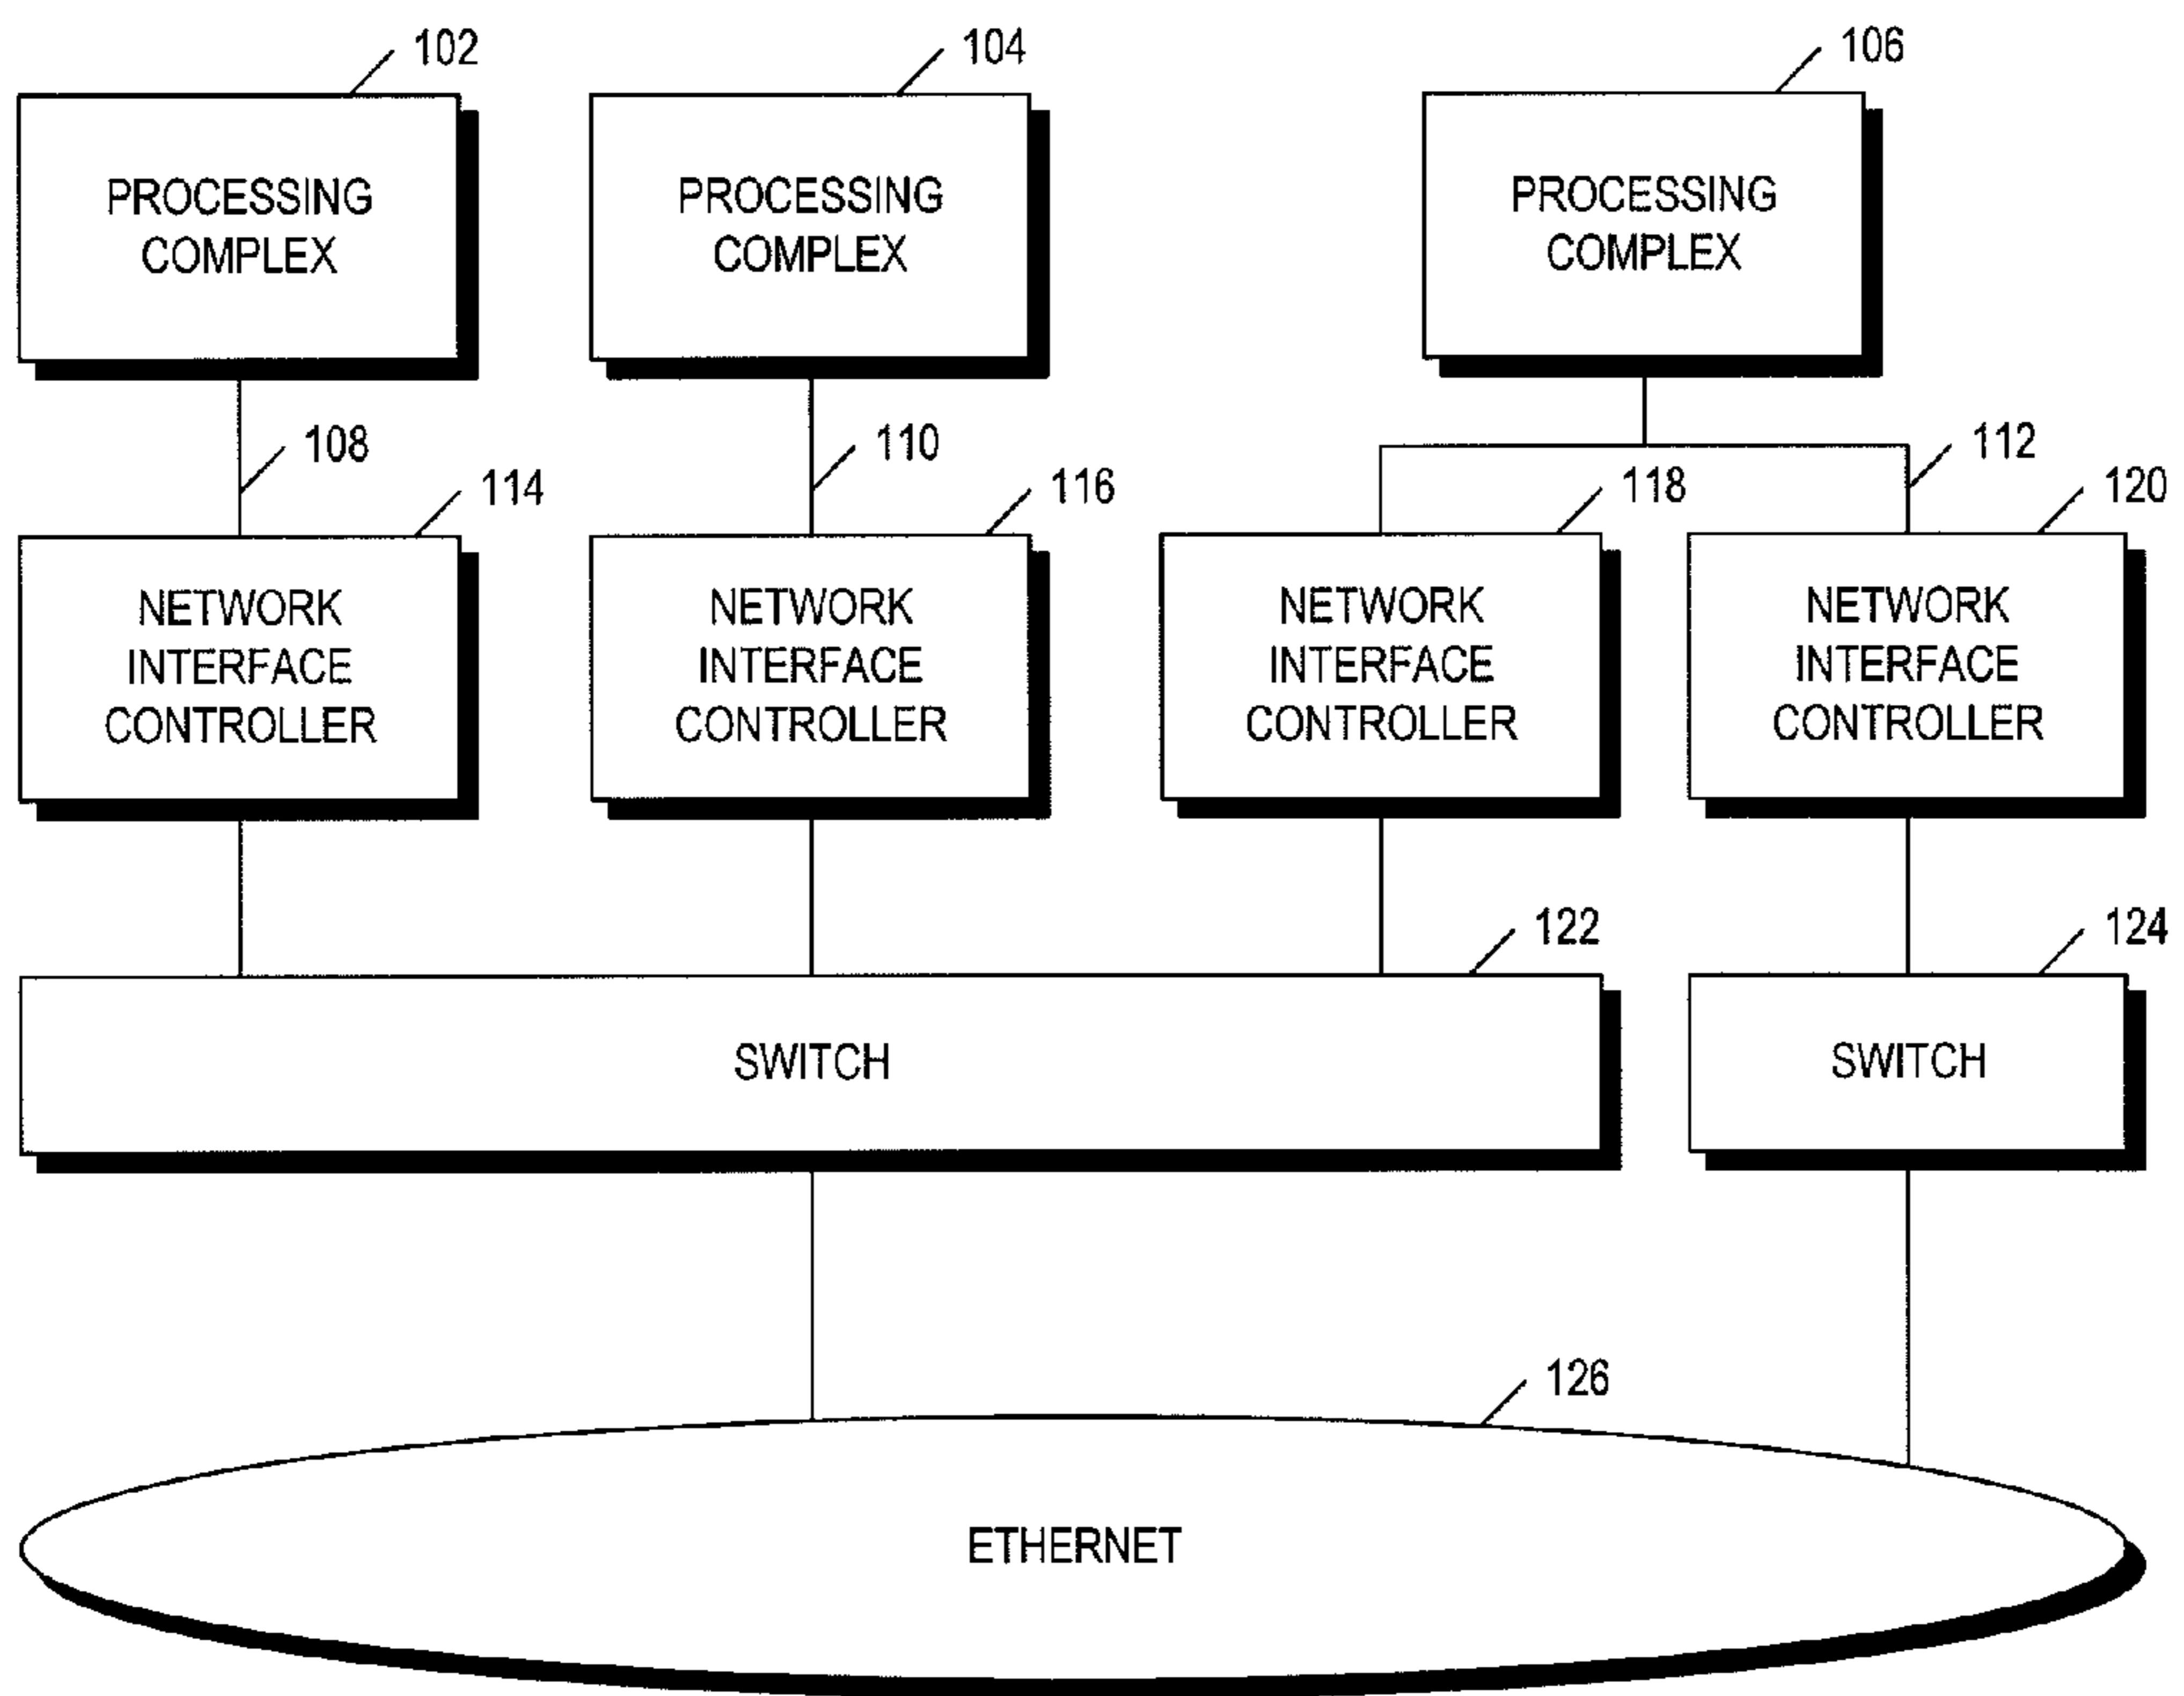 102
104
106
PROCESSING
COMPLEX
PROCESSING
COMPLEX
PROCESSING
COMPLEX
108
110
112
114
116
118
120
NETWORK
INTERFACE
CONTROLLER
NETWORK
INTERFACE
CONTROLLER
NETWORK
INTERFACE
CONTROLLER
NETWORK
INTERFACE
CONTROLLER
122
124
SWITCH
SWITCH
126
ETHERNET